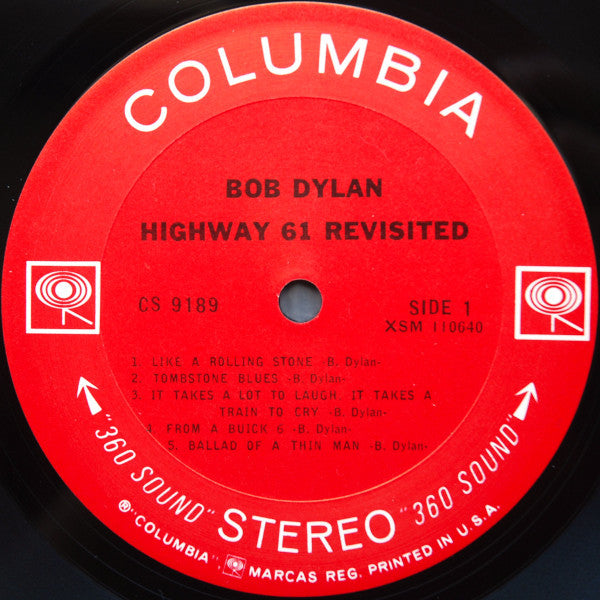 COLUMBIA
BOB DYLAN
HIGHWAY 61 REVISITED
CS 9189
SIDE 1
XSM 110640
1. LIKE A ROLLING STONE -B. Dylan-
2. TOMBSTONE BLUES -B. Dylan-
3. IT TAKES A LOT TO LAUGH, IT TAKES A
TRAIN TO CRY -B. Dylan-
4. FROM A BUICK 6 -B. Dylan-
5. BALLAD OF A THIN MAN -B. Dylan-
"360 SOUND" STEREO "360 SOUND"
® "COLUMBIA", MARCAS REG. PRINTED IN U.S.A.